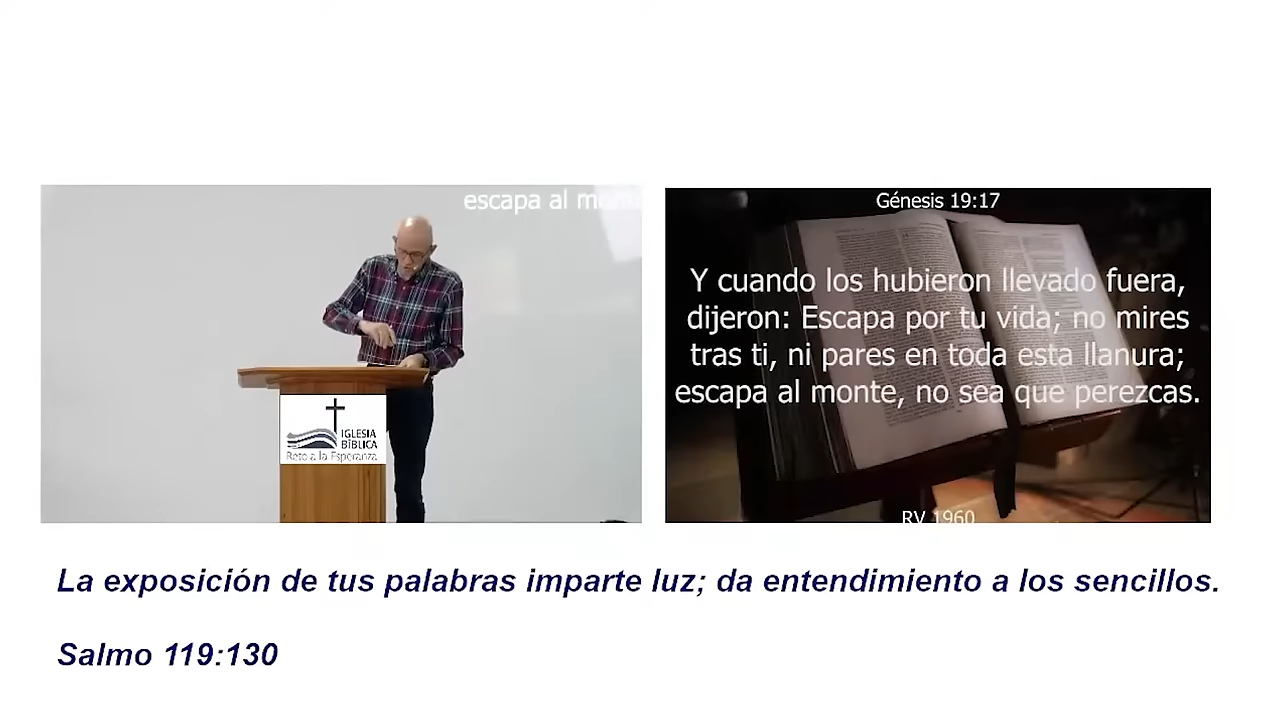 escapa al monte
IGLESIA
BÍBLICA
Reto a la Esperanza
Génesis 19:17
Y cuando los hubieron llevado fuera,
dijeron: Escapa por tu vida; no mires
tras ti, ni pares en toda esta llanura;
escapa al monte, no sea que perezcas.
RV 1960
La exposición de tus palabras imparte luz; da entendimiento a los sencillos.
Salmo 119:130